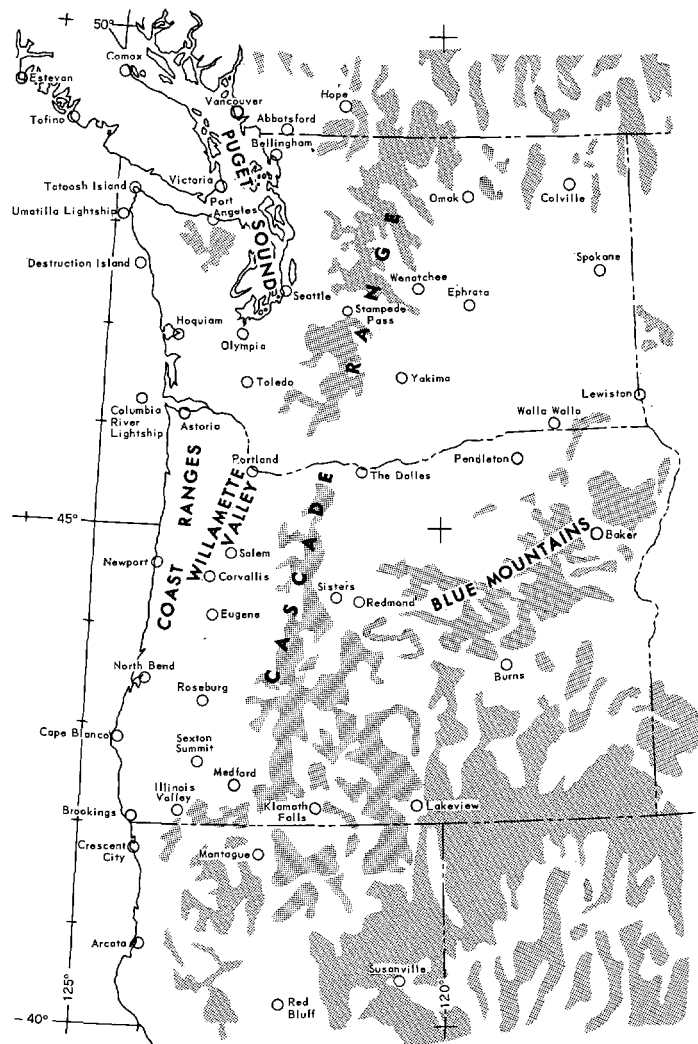 50°
Comox
Estevan
Hope
Vancouver
Tofino
Abbotsford
Bellingham
PUGET SOUND
Tatoosh Island
Victoria
Omak
Colville
Umatilla Lightship
Port
Angeles
Destruction Island
Spokane
Wenatchee
Seattle
Ephrata
Hoquiam
Stampede
Pass
Olympia
Toledo
Yakima
CASCADE RANGE
Lewiston
Columbia
River
Lightship
Astoria
Walla Walla
Portland
The Dalles
Pendleton
COAST RANGES
WILLAMETTE
VALLEY
45°
Baker
Salem
Newport
Corvallis
Sisters
Redmond
BLUE MOUNTAINS
Eugene
North Bend
Burns
Roseburg
Cape Blanco
Sexton
Summit
Medford
Illinois
Valley
Klamath
Falls
Lakeview
Brookings
Crescent
City
Montague
Arcata
Susanville
125°
120°
Red
Bluff
40°